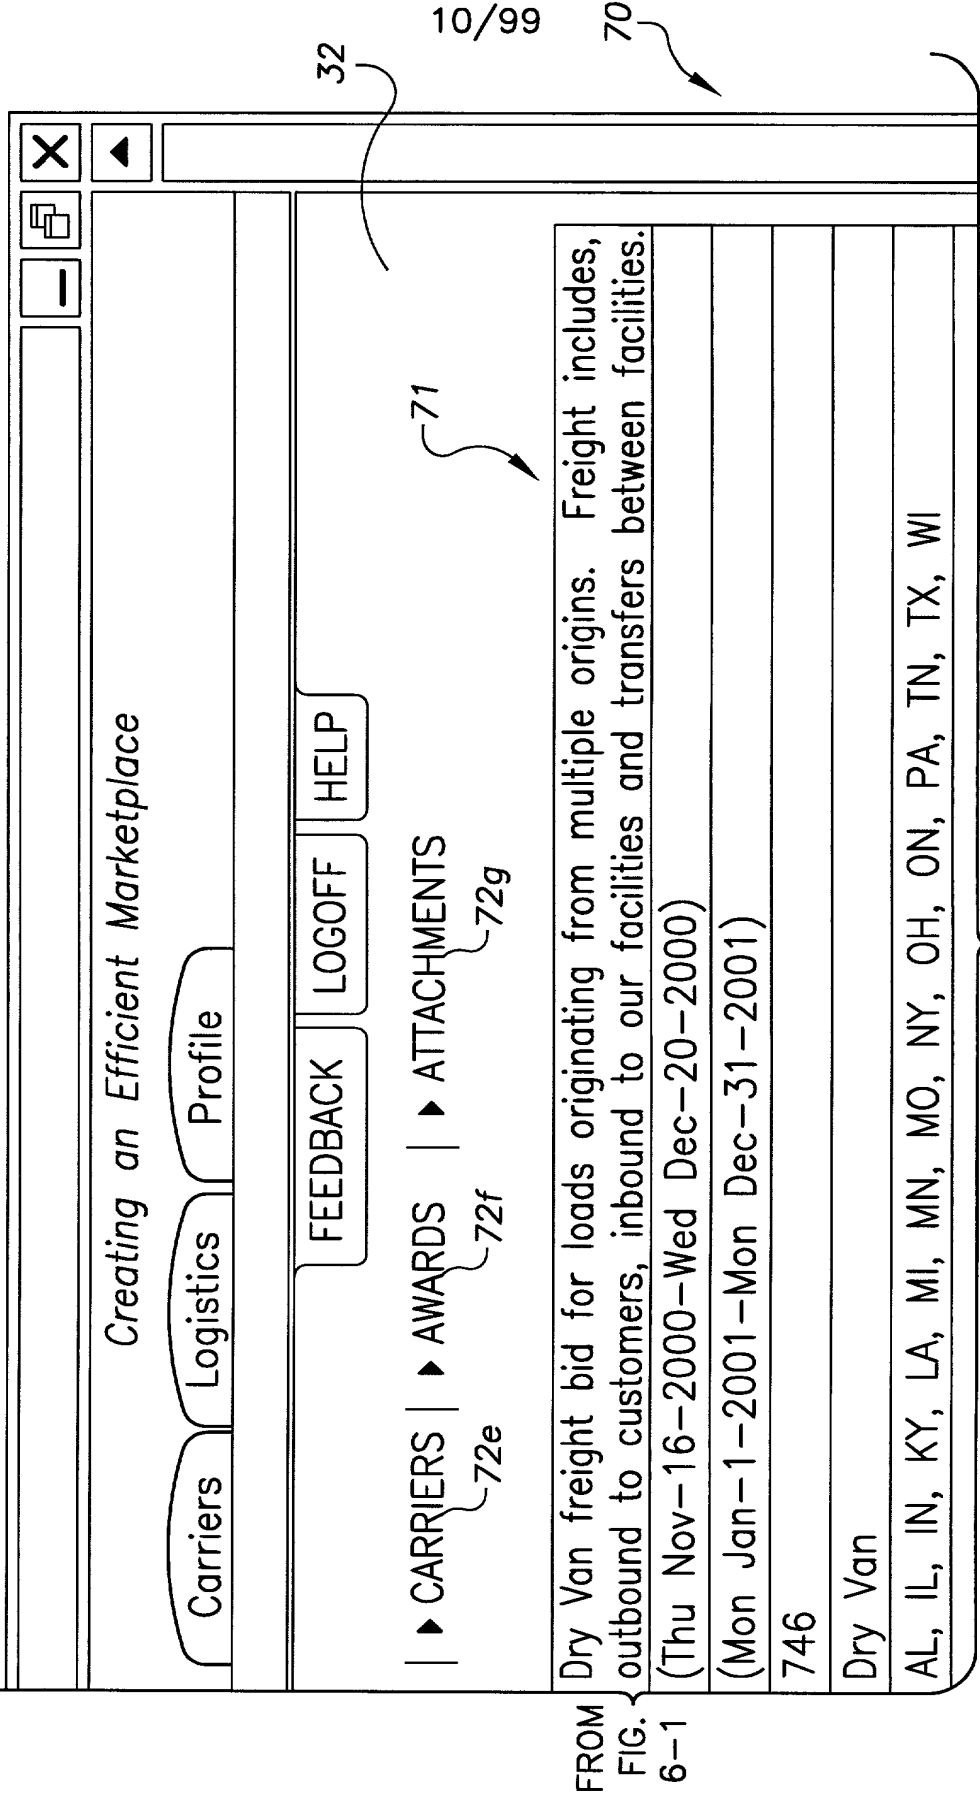 10/99
32
70
Creating an Efficient Marketplace
Carriers Logistics Profile
FEEDBACK LOGOFF HELP
| ▶ CARRIERS | ▶ AWARDS | ▶ ATTACHMENTS
72e 72f 72g
71
Dry Van freight bid for loads originating from multiple origins. Freight includes,
outbound to customers, inbound to our facilities and transfers between facilities.
(Thu Nov-16-2000-Wed Dec-20-2000)
(Mon Jan-1-2001-Mon Dec-31-2001)
746
Dry Van
AL, IL, IN, KY, LA, MI, MN, MO, NY, OH, ON, PA, TN, TX, WI
FROM
FIG.
6-1